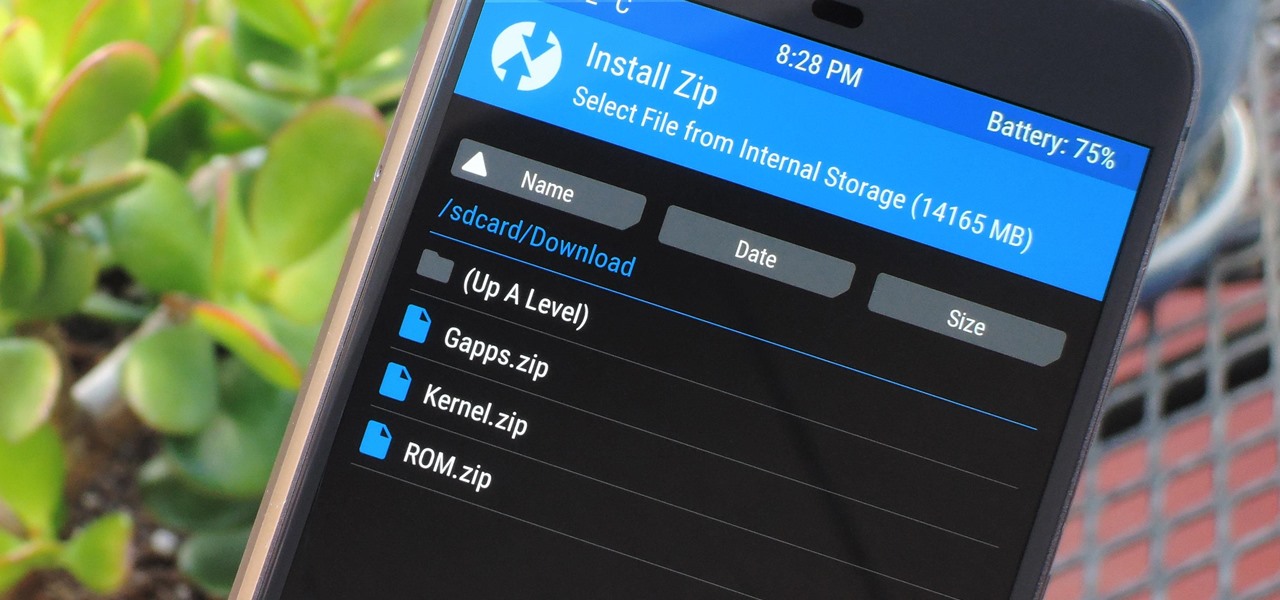 ° C
8:28 PM
Battery: 75%
Install Zip
Select File from Internal Storage (14165 MB)
Name
Date
Size
/sdcard/Download
(Up A Level)
Gapps.zip
Kernel.zip
ROM.zip